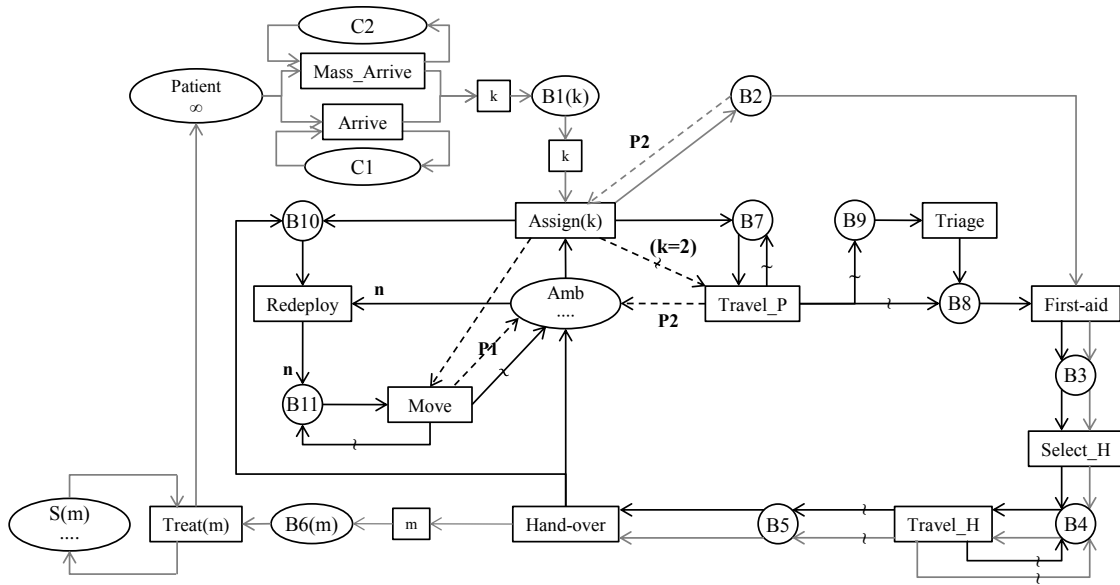 C2
Patient
∞
Mass_Arrive
k
B1(k)
B2
Arrive
P2
k
C1
B10
Assign(k)
B7
B9
Triage
(k=2)
~
~
~
Redeploy
n
Amb
....
Travel_P
~
B8
First-aid
P2
P1
n
~
B3
B11
Move
~
Select_H
S(m)
....
Treat(m)
B6(m)
m
Hand-over
B5
~
~
Travel_H
B4
~
~